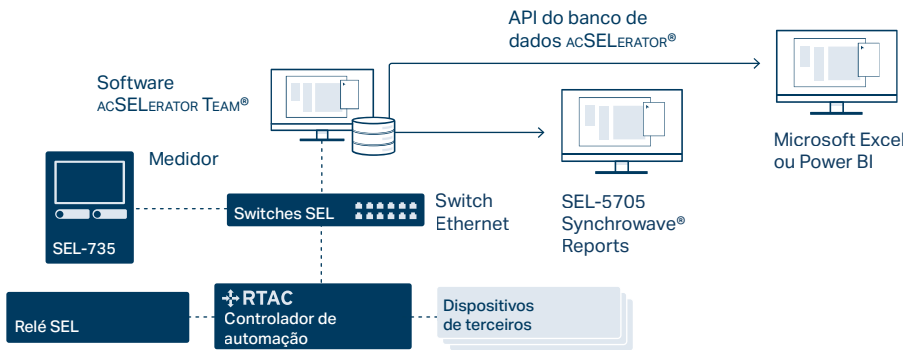 API do banco de
dados ACSELERATOR®
Software
ACSELERATOR TEAM®
Microsoft Excel
ou Power BI
Medidor
SEL-735
Switches SEL
Switch
Ethernet
SEL-5705
Synchrowave®
Reports
Relé SEL
RTAC
Controlador de
automação
Dispositivos
de terceiros